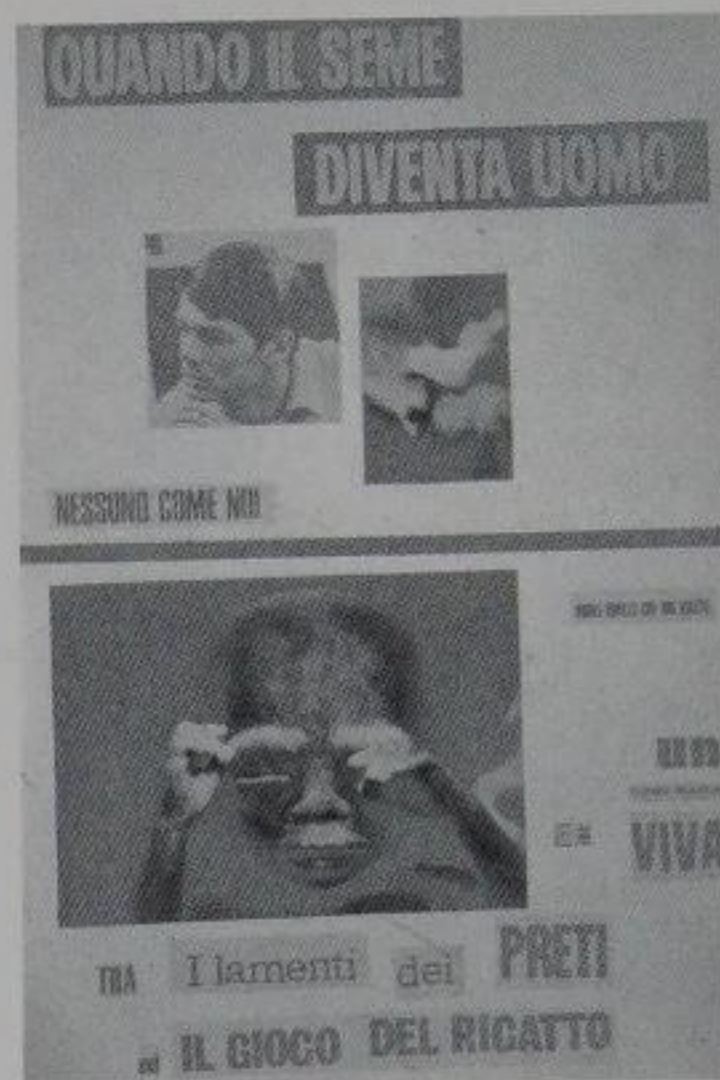 QUANDO IL SEME
DIVENTA UOMO
NESSUNO COME NOI
VIVA
TRA I lamenti dei PRETI
IL GIOCO DEL RICATTO